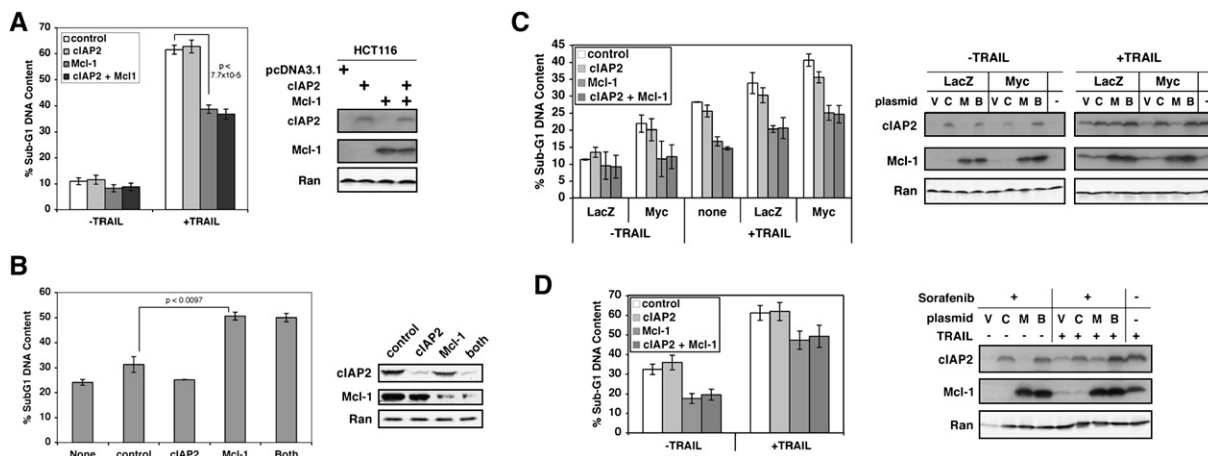 A
% Sub-G1 DNA Content
70
60
50
40
30
20
10
0
control
cIAP2
Mcl-1
cIAP2 + Mcl1
p <
7.7x10-5
-TRAIL
+TRAIL
HCT116
pcDNA3.1 +
cIAP2 + +
Mcl-1 + +
cIAP2
Mcl-1
Ran
C
% Sub-G1 DNA Content
45
40
35
30
25
20
15
10
5
0
control
cIAP2
Mcl-1
cIAP2 + Mcl-1
LacZ Myc none LacZ Myc
-TRAIL +TRAIL
-TRAIL +TRAIL
LacZ Myc LacZ Myc
plasmid V C M B V C M B - V C M B V C M B -
cIAP2
Mcl-1
Ran
B
% SubG1 DNA Content
60
50
40
30
20
10
0
p < 0.0097
None control cIAP2 Mcl-1 Both
control cIAP2 Mcl-1 both
cIAP2
Mcl-1
Ran
D
% Sub-G1 DNA Content
70
60
50
40
30
20
10
0
control
cIAP2
Mcl-1
cIAP2 + Mcl-1
-TRAIL +TRAIL
Sorafenib + + -
plasmid V C M B V C M B -
TRAIL - - - - + + + + +
cIAP2
Mcl-1
Ran